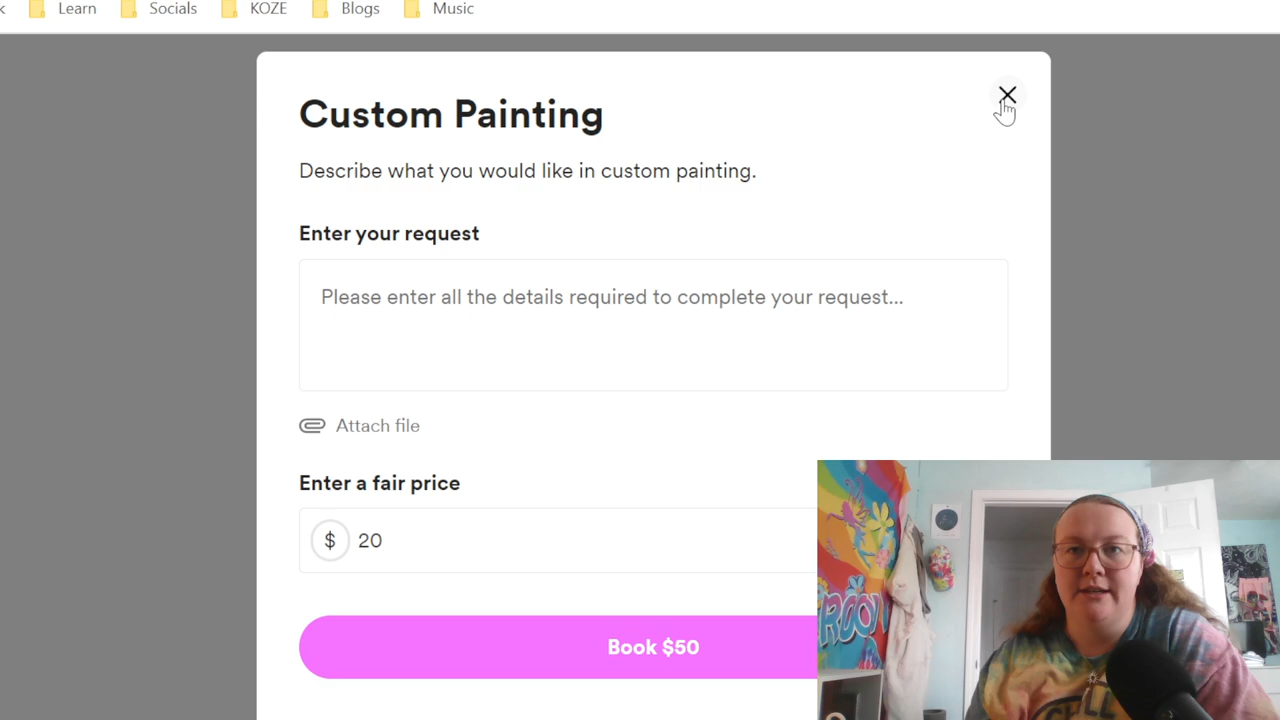 Learn Socials KOZE Blogs Music
Custom Painting
Describe what you would like in custom painting.
Enter your request
Please enter all the details required to complete your request...
Attach file
Enter a fair price
$ 20
Book $50
CHILL